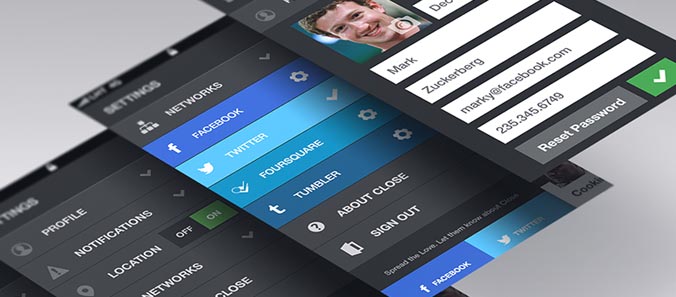 SETTINGS
PROFILE
NOTIFICATIONS
LOCATION
OFF
ON
NETWORKS
ABOUT CLOSE
4G
SETTINGS
NETWORKS
FACEBOOK
TWITTER
FOURSQUARE
TUMBLER
ABOUT CLOSE
SIGN OUT
Spread the Love. Let them know about Close
FACEBOOK
TWITTER
Dec
Mark
Zuckerberg
marky@facebook.com
235.345.6749
Reset Password